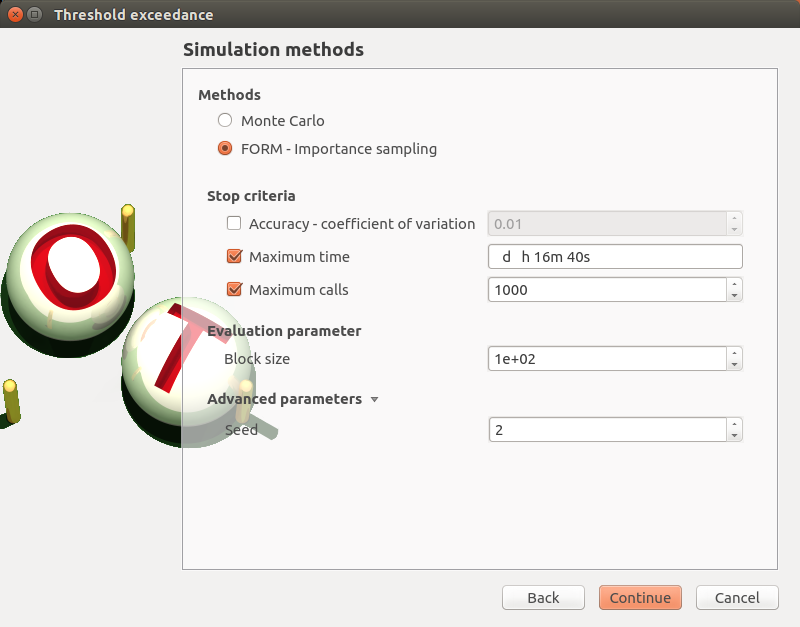 Threshold exceedance
Simulation methods
Methods
Monte Carlo
FORM - Importance sampling
Stop criteria
Accuracy - coefficient of variation 0.01
Maximum time d h 16m 40s
Maximum calls 1000
Evaluation parameter
Block size 1e+02
Advanced parameters
Seed 2
Back Continue Cancel
O
T